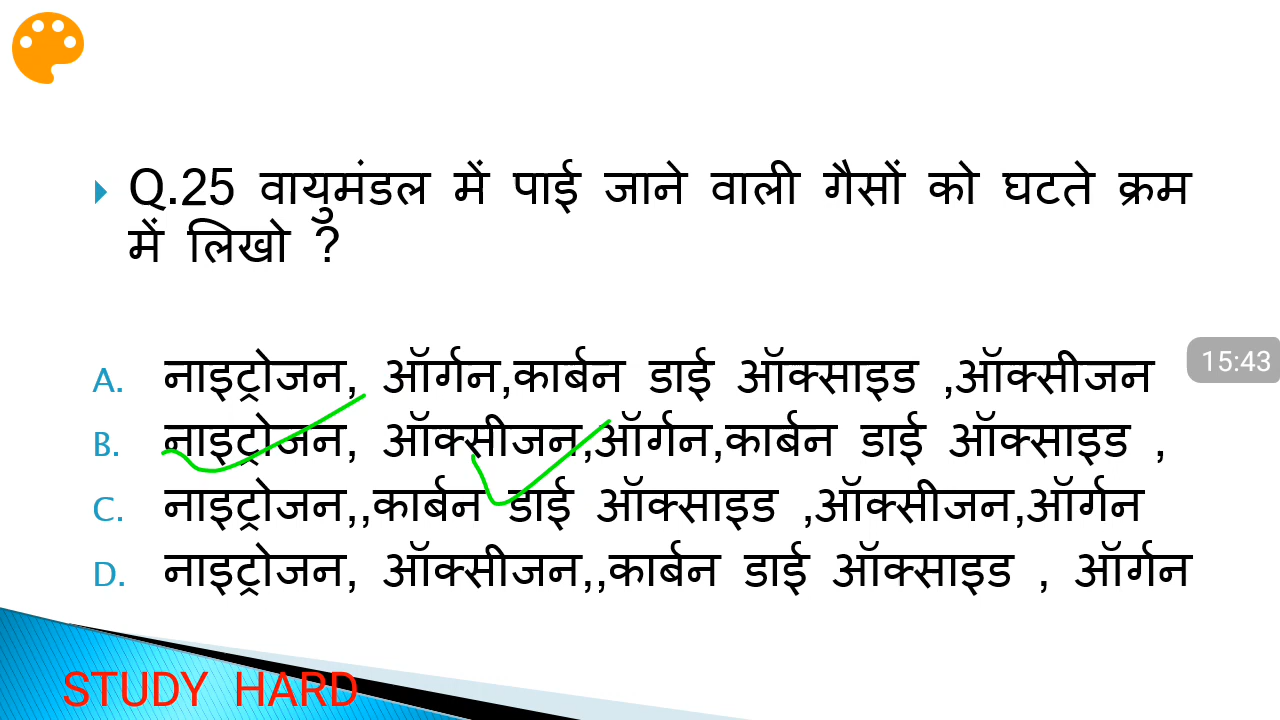 Q.25 वायुमंडल में पाई जाने वाली गैसों को घटते क्रम
में लिखो ?
A. नाइट्रोजन, ऑर्गन,कार्बन डाई ऑक्साइड ,ऑक्सीजन
15:43
B. नाइट्रोजन, ऑक्सीजन,ऑर्गन,कार्बन डाई ऑक्साइड ,
C. नाइट्रोजन,,कार्बन डाई ऑक्साइड ,ऑक्सीजन,ऑर्गन
D. नाइट्रोजन, ऑक्सीजन,,कार्बन डाई ऑक्साइड , ऑर्गन
STUDY HARD